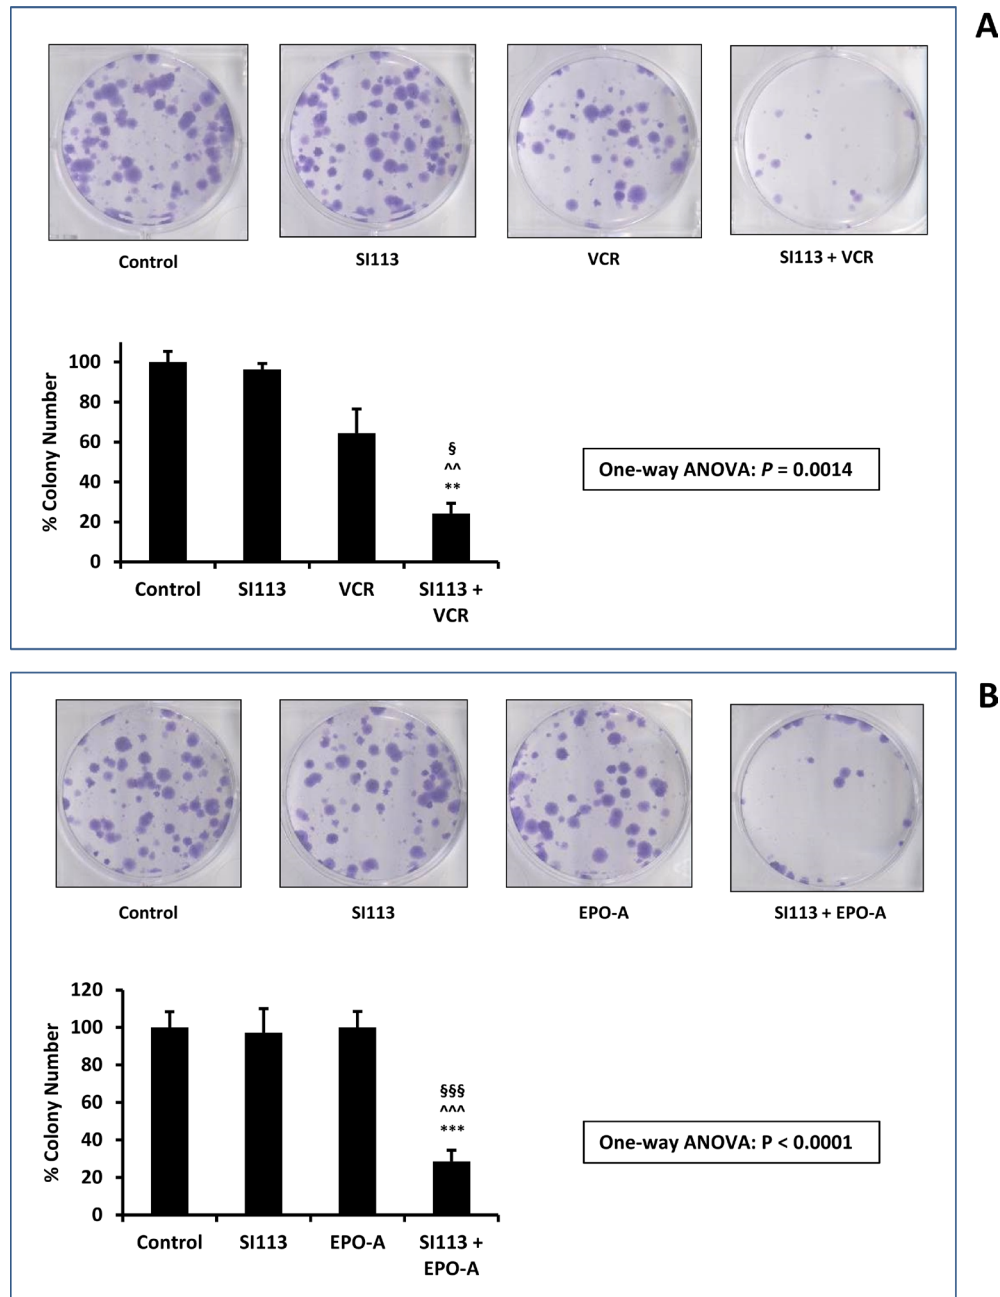 A
Control
SI113
VCR
SI113 + VCR
% Colony Number
100
80
60
40
20
0
§
^^
**
Control
SI113
VCR
SI113 +
VCR
One-way ANOVA: P = 0.0014
B
Control
SI113
EPO-A
SI113 + EPO-A
% Colony Number
120
100
80
60
40
20
0
§§§
^^^
***
Control
SI113
EPO-A
SI113 +
EPO-A
One-way ANOVA: P < 0.0001